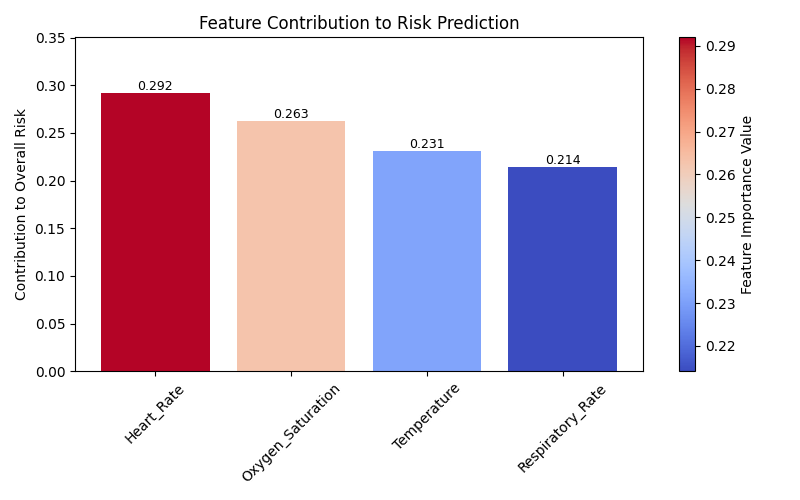 Feature Contribution to Risk Prediction
Contribution to Overall Risk
0.35
0.30
0.25
0.20
0.15
0.10
0.05
0.00
0.292
0.263
0.231
0.214
Heart_Rate
Oxygen_Saturation
Temperature
Respiratory_Rate
0.29
0.28
0.27
0.26
0.25
0.24
0.23
0.22
Feature Importance Value